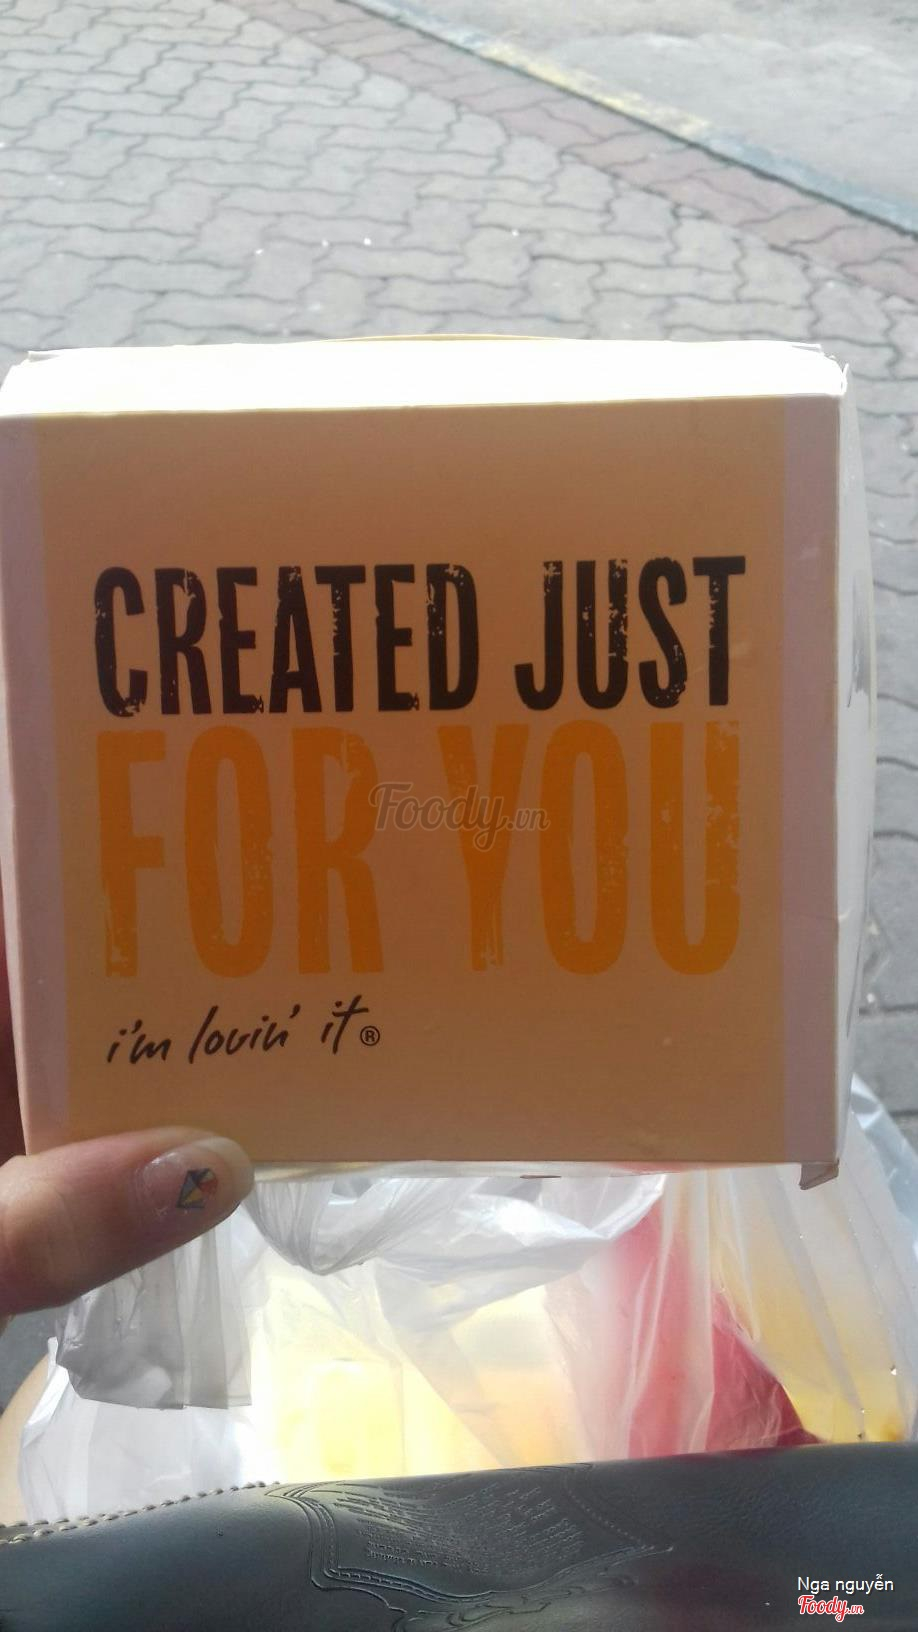 CREATED JUST
FOR YOU
Foody.vn
i'm lovin' it®
Nga nguyễn
Foody.vn